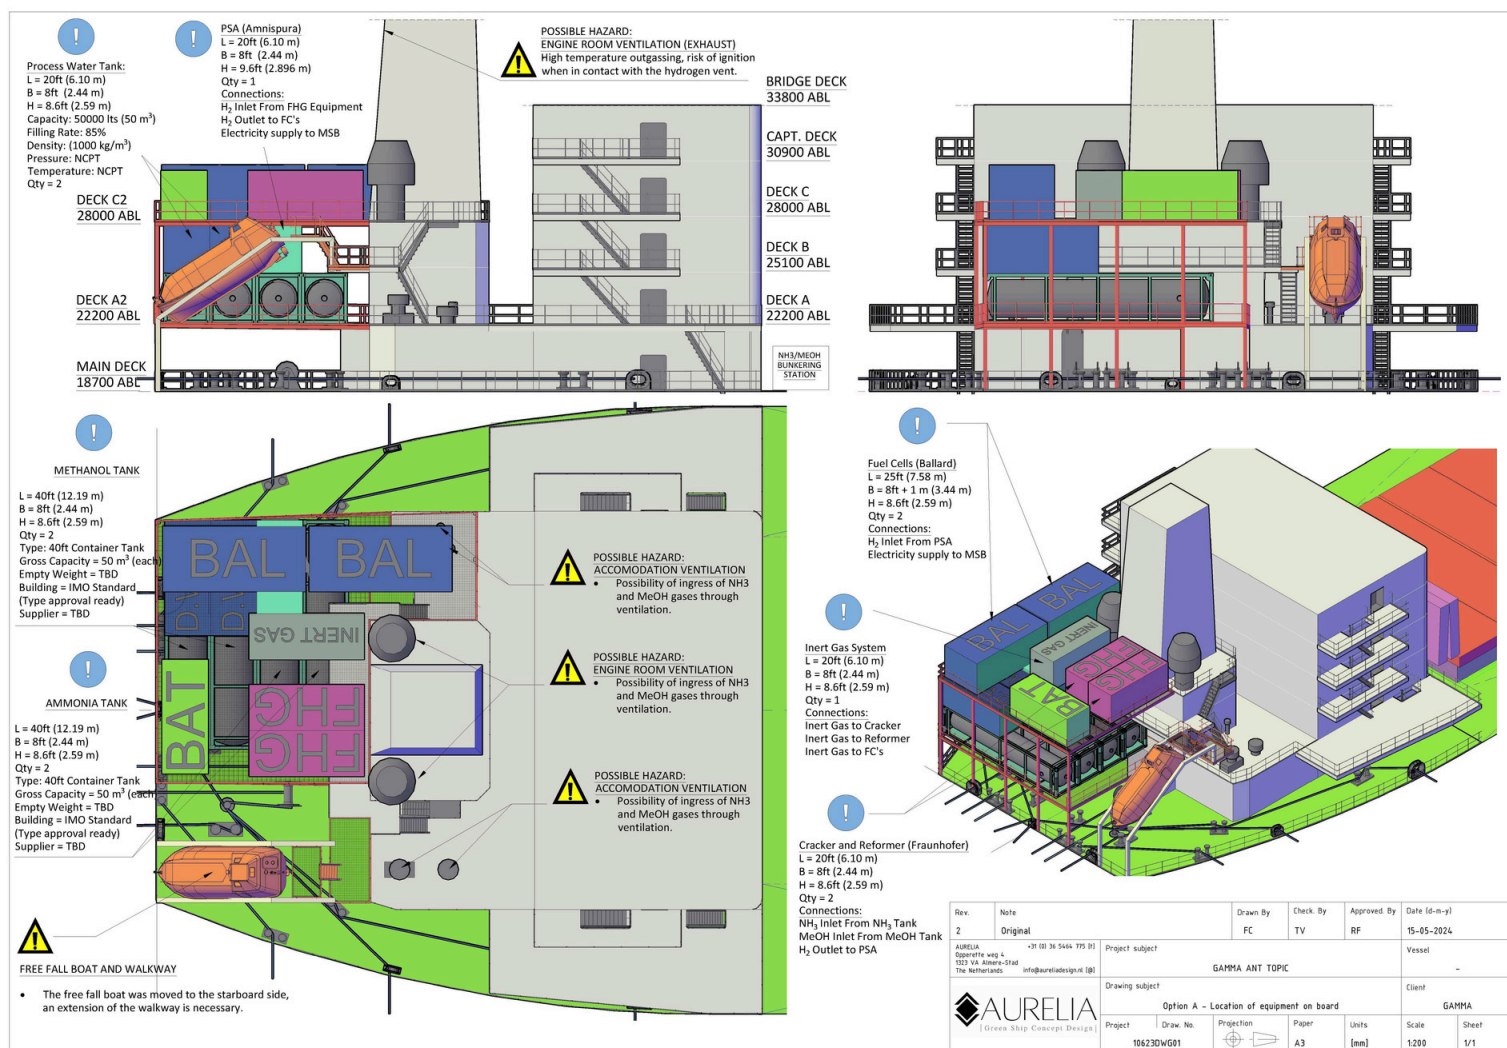 Process Water Tank:
L = 20ft (6.10 m)
B = 8ft (2.44 m)
H = 8.6ft (2.59 m)
Capacity: 50000 lts (50 m³)
Filling Rate: 85%
Density: (1000 kg/m³)
Pressure: NCPT
Temperature: NCPT
Qty = 2
PSA (Amnispura)
L = 20ft (6.10 m)
B = 8ft (2.44 m)
H = 9.6ft (2.896 m)
Qty = 1
Connections:
H₂ Inlet From FHG Equipment
H₂ Outlet to FC's
Electricity supply to MSB
POSSIBLE HAZARD:
ENGINE ROOM VENTILATION (EXHAUST)
High temperature outgassing, risk of ignition
when in contact with the hydrogen vent.
BRIDGE DECK
33800 ABL
CAPT. DECK
30900 ABL
DECK C
28000 ABL
DECK B
25100 ABL
DECK A
22200 ABL
DECK C2
28000 ABL
DECK A2
22200 ABL
MAIN DECK
18700 ABL
NH3/MEOH
BUNKERING
STATION
METHANOL TANK
L = 40ft (12.19 m)
B = 8ft (2.44 m)
H = 8.6ft (2.59 m)
Qty = 2
Type: 40ft Container Tank
Gross Capacity = 50 m³ (each)
Empty Weight = TBD
Building = IMO Standard
(Type approval ready)
Supplier = TBD
AMMONIA TANK
L = 40ft (12.19 m)
B = 8ft (2.44 m)
H = 8.6ft (2.59 m)
Qty = 2
Type: 40ft Container Tank
Gross Capacity = 50 m³ (each)
Empty Weight = TBD
Building = IMO Standard
(Type approval ready)
Supplier = TBD
BAL
BAL
INERT GAS
BAT
FHG
FHG
POSSIBLE HAZARD:
ACCOMODATION VENTILATION
• Possibility of ingress of NH3
and MeOH gases through
ventilation.
POSSIBLE HAZARD:
ENGINE ROOM VENTILATION
• Possibility of ingress of NH3
and MeOH gases through
ventilation.
POSSIBLE HAZARD:
ACCOMODATION VENTILATION
• Possibility of ingress of NH3
and MeOH gases through
ventilation.
FREE FALL BOAT AND WALKWAY
• The free fall boat was moved to the starboard side,
an extension of the walkway is necessary.
Fuel Cells (Ballard)
L = 25ft (7.58 m)
B = 8ft + 1 m (3.44 m)
H = 8.6ft (2.59 m)
Qty = 2
Connections:
H₂ Inlet From PSA
Electricity supply to MSB
Inert Gas System
L = 20ft (6.10 m)
B = 8ft (2.44 m)
H = 8.6ft (2.59 m)
Qty = 1
Connections:
Inert Gas to Cracker
Inert Gas to Reformer
Inert Gas to FC's
Cracker and Reformer (Fraunhofer)
L = 20ft (6.10 m)
B = 8ft (2.44 m)
H = 8.6ft (2.59 m)
Qty = 2
Connections:
NH₃ Inlet From NH₃ Tank
MeOH Inlet From MeOH Tank
H₂ Outlet to PSA
BAL
BAL
INERT GAS
FHG
FHG
BAT
Rev. Note Drawn By Check. By Approved. By Date (d-m-y)
2 Original FC TV RF 15-05-2024
AURELIA +31 (0) 36 5464 775 [t]
Opperette weg 4
1323 VA Almere-Stad
The Netherlands info@aureliadesign.nl [@]
Project subject
GAMMA ANT TOPIC
Vessel
-
Drawing subject
Option A - Location of equipment on board
Client
GAMMA
AURELIA
| Green Ship Concept Design |
Project Draw. No. Projection Paper Units Scale Sheet
10623DWG01 A3 [mm] 1:200 1/1